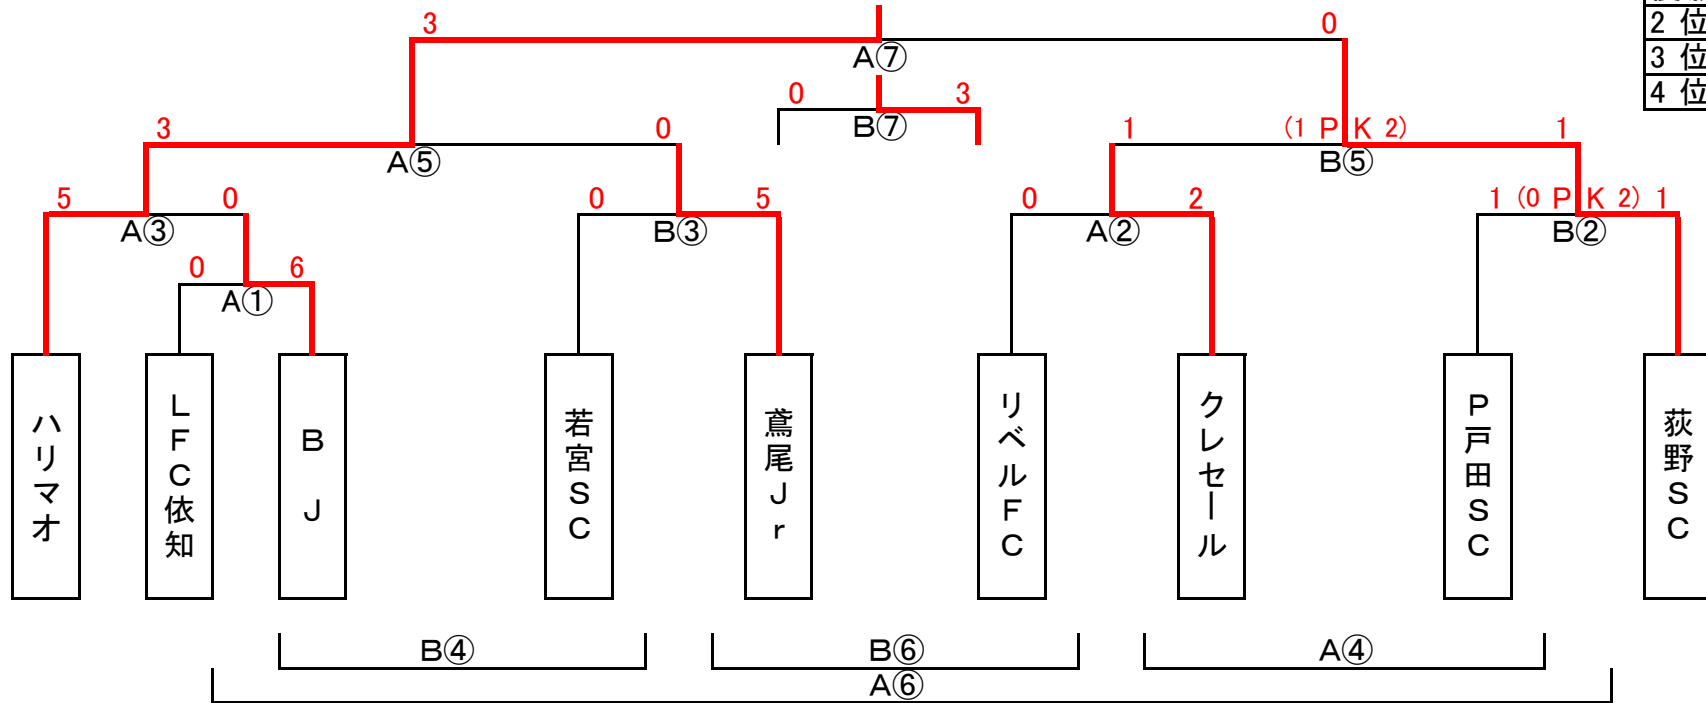 3
0
A⑦
2 位
3 位
4 位
0
3
B⑦
3
0
A⑤
1
(1 P K 2)
1
B⑤
5
0
A③
0
5
B③
0
2
A②
1 (0 P K 2) 1
B②
0
6
A①
ハリマオ
LFC依知
BJ
若宮SC
鳶尾Jr
リベルFC
クレセール
P戸田SC
荻野SC
B④
B⑥
A④
A⑥